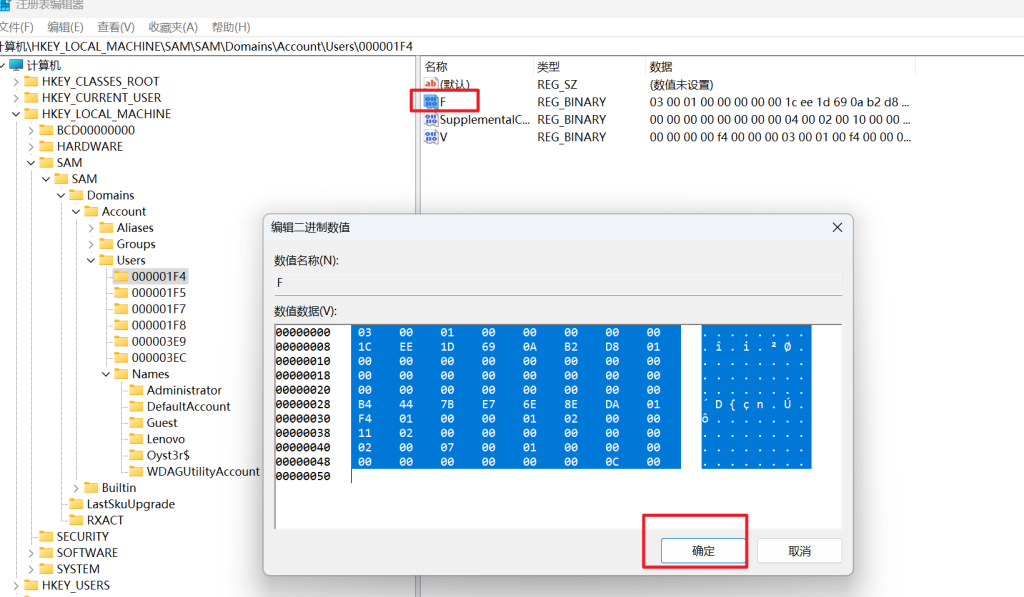 注册表编辑器
文件(F) 编辑(E) 查看(V) 收藏夹(A) 帮助(H)
计算机\HKEY_LOCAL_MACHINE\SAM\SAM\Domains\Account\Users\000001F4
计算机
HKEY_CLASSES_ROOT
HKEY_CURRENT_USER
HKEY_LOCAL_MACHINE
BCD00000000
HARDWARE
SAM
SAM
Domains
Account
Aliases
Groups
Users
000001F4
000001F5
000001F7
000001F8
000003E9
000003EC
Names
Administrator
DefaultAccount
Guest
Lenovo
Oyst3r$
WDAGUtilityAccount
Builtin
LastSkuUpgrade
RXACT
SECURITY
SOFTWARE
SYSTEM
HKEY_USERS
名称 类型 数据
(默认) REG_SZ (数值未设置)
F REG_BINARY 03 00 01 00 00 00 00 00 1c ee 1d 69 0a b2 d8 ...
SupplementalC... REG_BINARY 00 00 00 00 00 00 00 00 04 00 02 00 10 00 00 ...
V REG_BINARY 00 00 00 00 f4 00 00 00 03 00 01 00 f4 00 00 0...
编辑二进制数值
数值名称(N):
F
数值数据(V):
00000000 03 00 01 00 00 00 00 00 . . . . . . . .
00000008 1C EE 1D 69 0A B2 D8 01 . î . i . ² Ø .
00000010 00 00 00 00 00 00 00 00 . . . . . . . .
00000018 00 00 00 00 00 00 00 00 . . . . . . . .
00000020 00 00 00 00 00 00 00 00 . . . . . . . .
00000028 B4 44 7B E7 6E 8E DA 01 ´ D { ç n . Ú .
00000030 F4 01 00 00 01 02 00 00 ô . . . . . . .
00000038 11 02 00 00 00 00 00 00 . . . . . . . .
00000040 02 00 07 00 01 00 00 00 . . . . . . . .
00000048 00 00 00 00 00 00 0C 00 . . . . . . . .
00000050
确定 取消